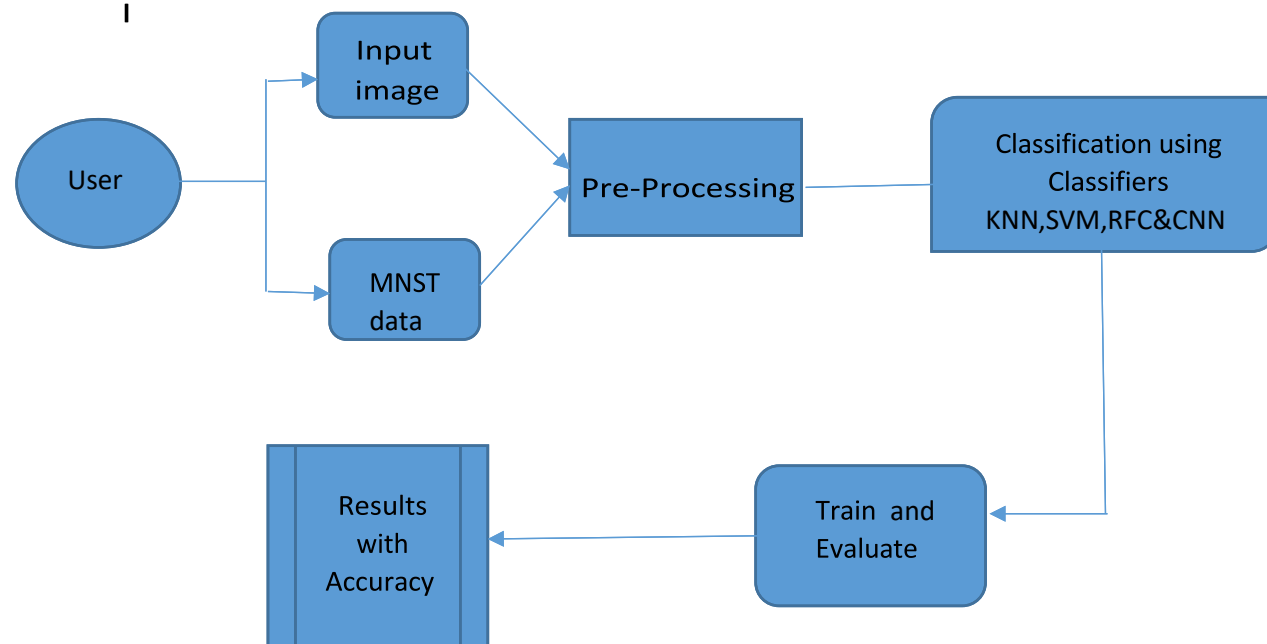 Input
image
User
Pre-Processing
Classification using
Classifiers
KNN,SVM,RFC&CNN
MNST
data
Train and
Evaluate
Results
with
Accuracy